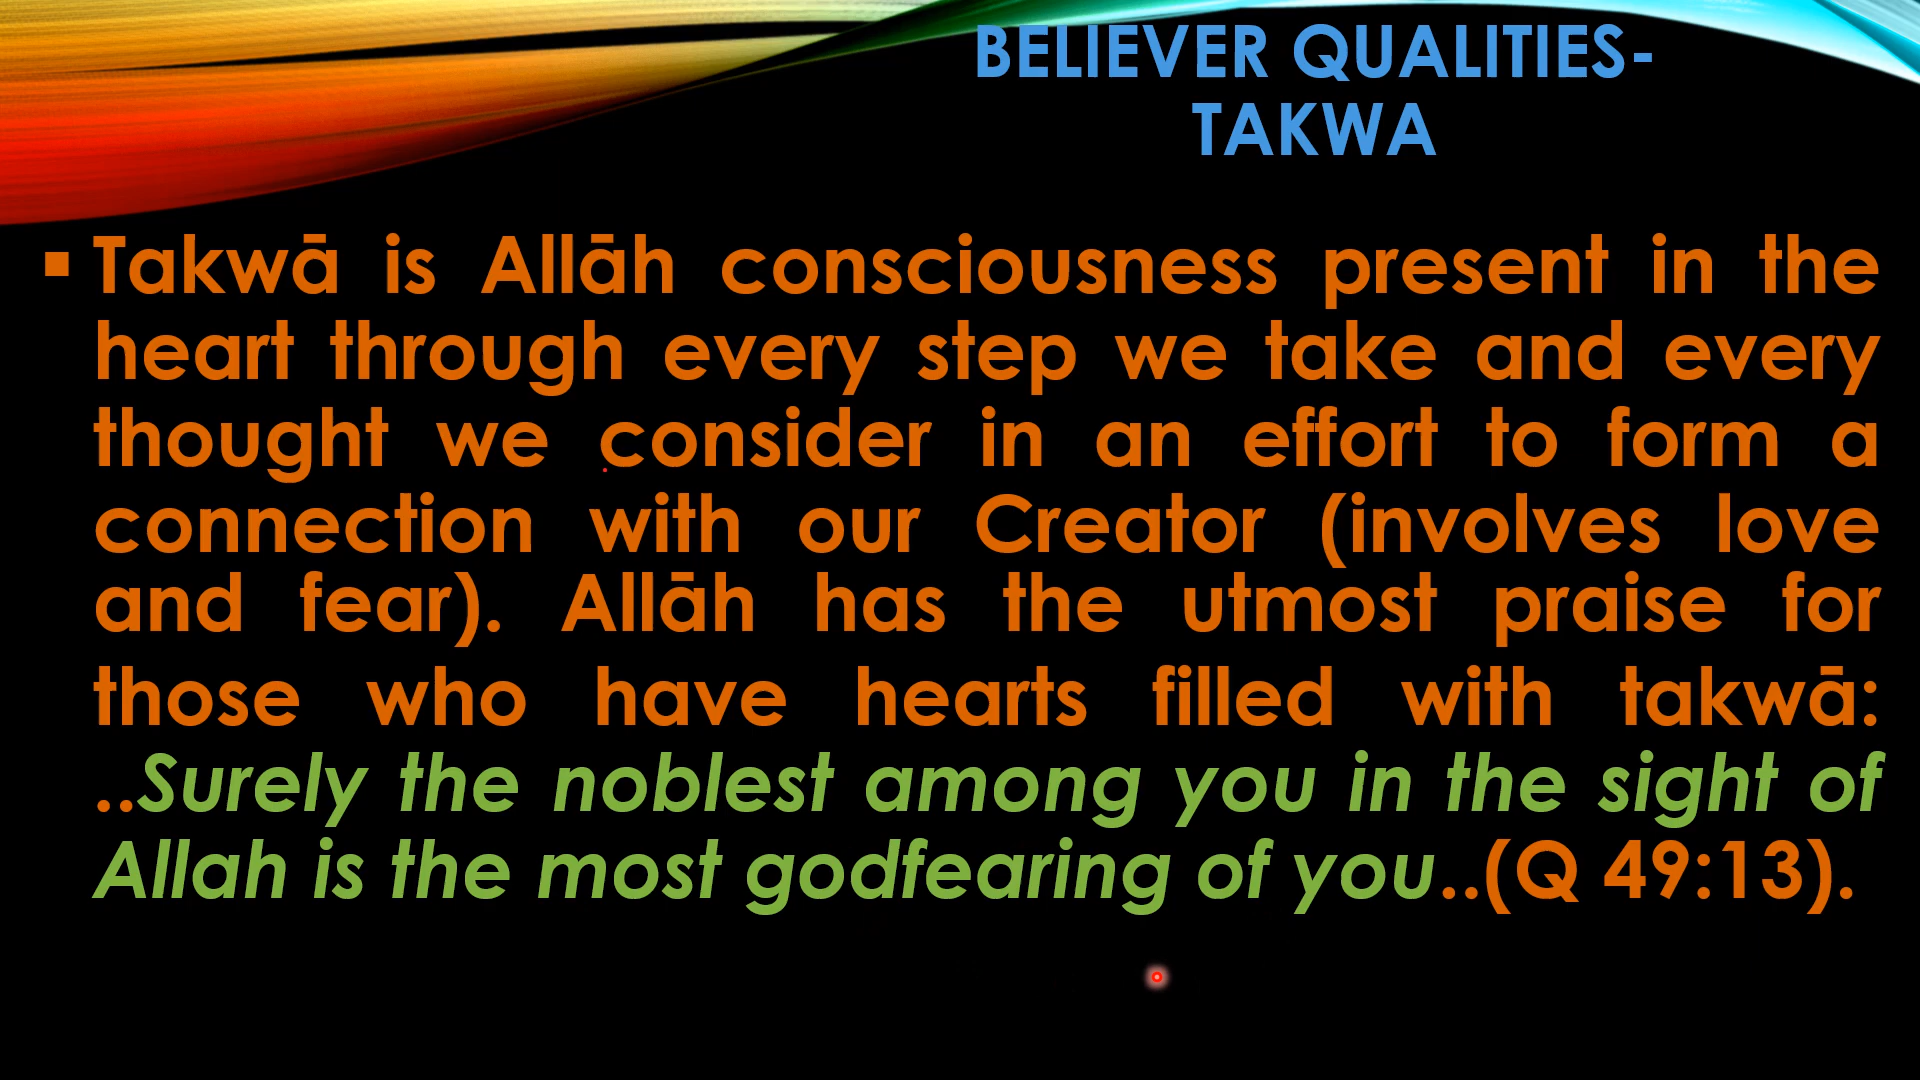 BELIEVER QUALITIES-
TAKWA
▪ Takwā is Allāh consciousness present in the
heart through every step we take and every
thought we consider in an effort to form a
connection with our Creator (involves love
and fear). Allāh has the utmost praise for
those who have hearts filled with takwā:
..Surely the noblest among you in the sight of
Allah is the most godfearing of you..(Q 49:13).